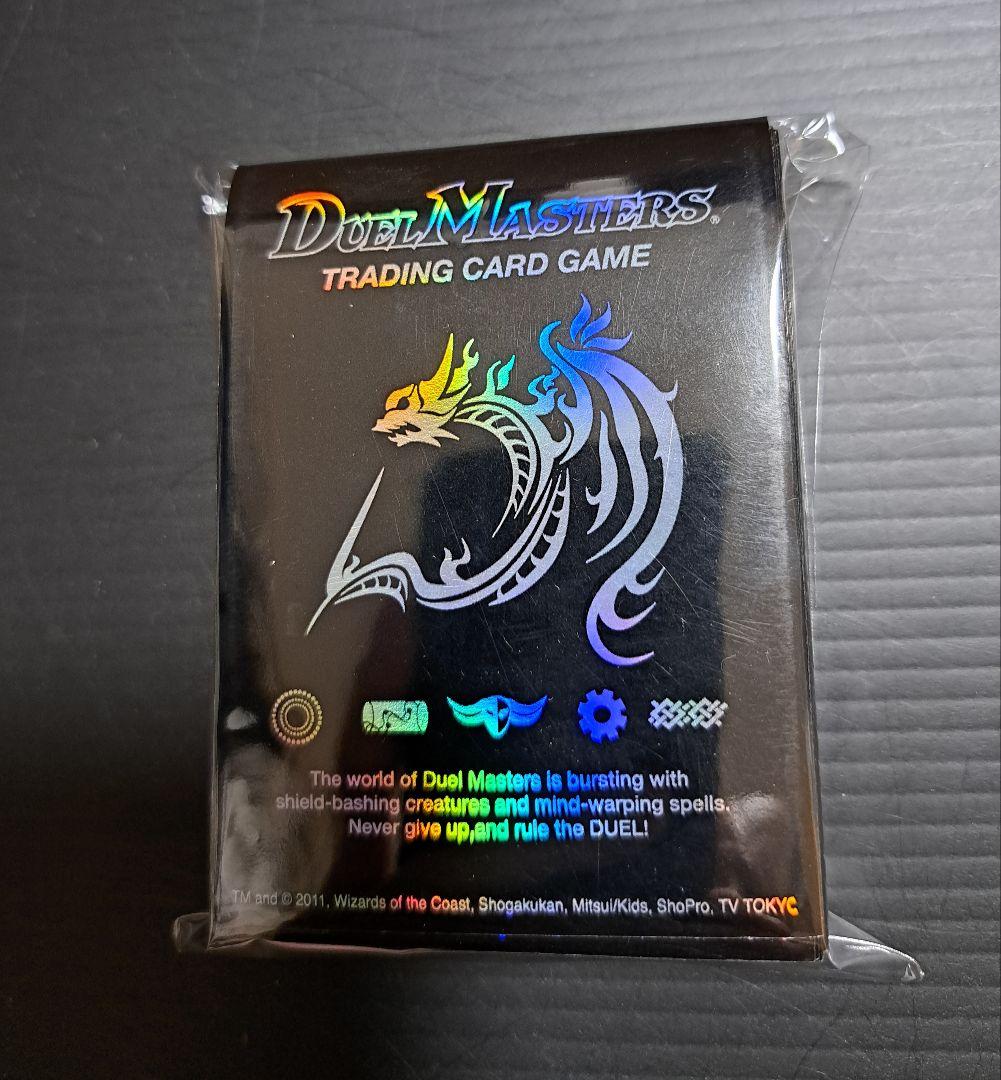 DUEL MASTERS®
TRADING CARD GAME
The world of Duel Masters is bursting with
shield-bashing creatures and mind-warping spells.
Never give up,and rule the DUEL!
TM and © 2011, Wizards of the Coast, Shogakukan, Mitsui/Kids, ShoPro, TV TOKYO